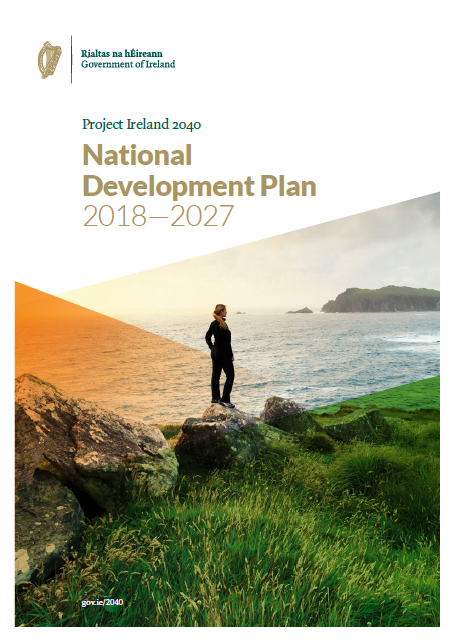 Rialtas na hÉireann
Government of Ireland
Project Ireland 2040
National
Development Plan
2018—2027
gov.ie/2040